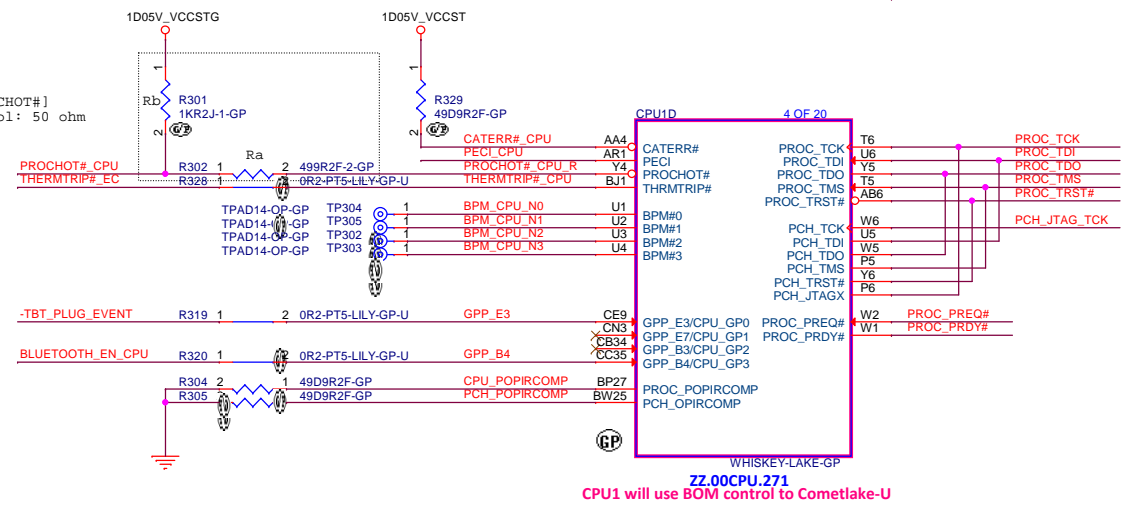 1D05V_VCCSTG
1D05V_VCCST
CHOT#]
ol: 50 ohm
1
Rb
R301
1KR2J-1-GP
2
1
R329
49D9R2F-GP
2
CPU1D
4 OF 20
Ra
PROCHOT#_CPU R302 1 2 499R2F-2-GP
THERMTRIP#_EC R328 1 2 0R2-PT5-LILY-GP-U
CATERR#_CPU AA4 CATERR#
PECI_CPU AR1 PECI
PROCHOT#_CPU_R Y4 PROCHOT#
THERMTRIP#_CPU BJ1 THRMTRIP#
TPAD14-OP-GP TP304 1 BPM_CPU_N0 U1 BPM#0
TPAD14-OP-GP TP305 1 BPM_CPU_N1 U2 BPM#1
TPAD14-OP-GP TP302 1 BPM_CPU_N2 U3 BPM#2
TPAD14-OP-GP TP303 1 BPM_CPU_N3 U4 BPM#3
-TBT_PLUG_EVENT R319 1 2 0R2-PT5-LILY-GP-U GPP_E3 CE9 GPP_E3/CPU_GP0
CN3 GPP_E7/CPU_GP1
CB34 GPP_B3/CPU_GP2
BLUETOOTH_EN_CPU R320 1 2 0R2-PT5-LILY-GP-U GPP_B4 CC35 GPP_B4/CPU_GP3
R304 2 1 49D9R2F-GP CPU_POPIRCOMP BP27 PROC_POPIRCOMP
R305 49D9R2F-GP PCH_POPIRCOMP BW25 PCH_OPIRCOMP
PROC_TCK T6 PROC_TCK
PROC_TDI U6 PROC_TDI
PROC_TDO Y5 PROC_TDO
PROC_TMS T5 PROC_TMS
PROC_TRST# AB6 PROC_TRST#
PCH_TCK W6 PCH_JTAG_TCK
PCH_TDI U5
PCH_TDO W5
PCH_TMS P5
PCH_TRST# Y6
PCH_JTAGX P6
PROC_PREQ# W2 PROC_PREQ#
PROC_PRDY# W1 PROC_PRDY#
GP
WHISKEY-LAKE-GP
ZZ.00CPU.271
CPU1 will use BOM control to Cometlake-U